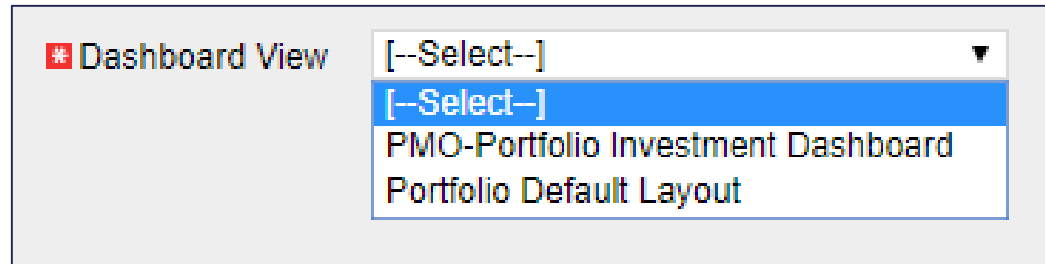 * Dashboard View [--Select--] ▼
[--Select--]
PMO-Portfolio Investment Dashboard
Portfolio Default Layout